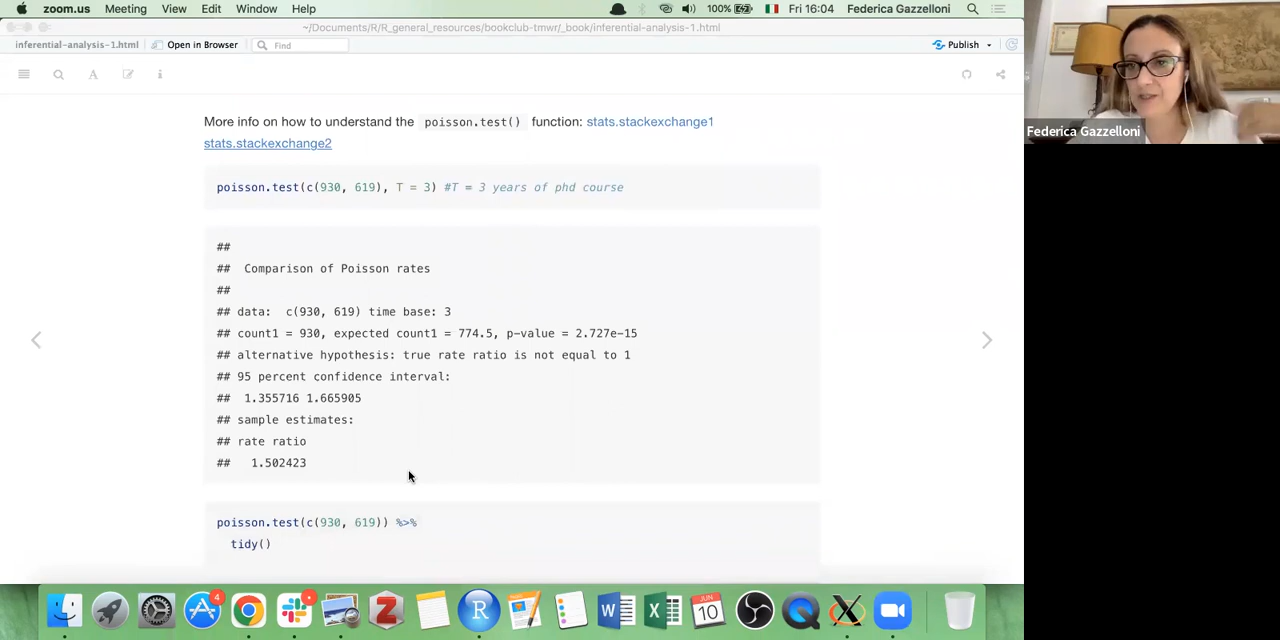 zoom.us Meeting View Edit Window Help 100% Fri 16:04 Federica Gazzelloni
~/Documents/R/R_general_resources/bookclub-tmwr/_book/inferential-analysis-1.html
inferential-analysis-1.html Open in Browser Find Publish
A i
Federica Gazzelloni
More info on how to understand the poisson.test() function: stats.stackexchange1
stats.stackexchange2
poisson.test(c(930, 619), T = 3) #T = 3 years of phd course
##
## Comparison of Poisson rates
##
## data: c(930, 619) time base: 3
## count1 = 930, expected count1 = 774.5, p-value = 2.727e-15
## alternative hypothesis: true rate ratio is not equal to 1
## 95 percent confidence interval:
## 1.355716 1.665905
## sample estimates:
## rate ratio
## 1.502423
poisson.test(c(930, 619)) %>%
tidy()
4 Z R W X JUN 10 X